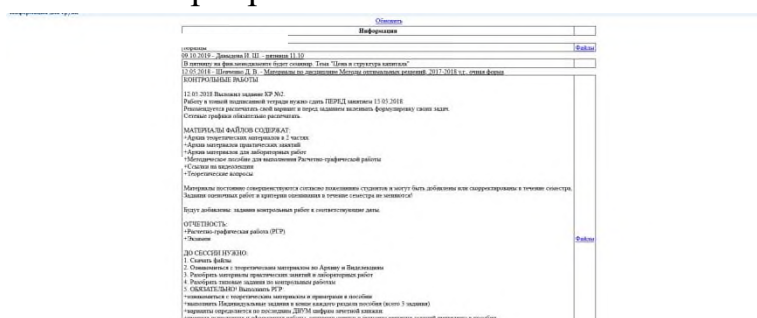 Обновить
Информация
Файлы
09.10.2019 - Давыдова И. Ш. - пятница 11.10
В пятницу на фин.менеджменте будет семинар. Тема "Цена и структура капитала"
12.03.2018 - Шевченко Д. В. - Материалы по дисциплине Методы оптимальных решений, 2017-2018 у.г., очная форма
КОНТРОЛЬНЫЕ РАБОТЫ
12.03.2018 Выложил задание КР №2.
Работу в тонкой подписанной тетради нужно сдать ПЕРЕД занятием 15.03.2018
Рекомендуется распечатать свой вариант и перед заданием вклеивать формулировку своих задач.
Сетевые графики обязательно распечатать.
МАТЕРИАЛЫ ФАЙЛОВ СОДЕРЖАТ:
+Архив теоретических материалов в 2 частях
+Архив материалов практических занятий
+Архив материалов для лабораторных работ
+Методическое пособие для выполнения Расчетно-графической работы
+Ссылки на видеолекции
+Теоретические вопросы
Материалы постоянно совершенствуются согласно пожеланиям студентов и могут быть добавлены или скорректированы в течение семестра.
Задания оценочных работ и критерии оценивания в течение семестра не меняются!
Будут добавлены: задания контрольных работ в соответствующие даты.
ОТЧЕТНОСТЬ:
+Расчетно-графическая работа (РГР)
+Экзамен
Файлы
ДО СЕССИИ НУЖНО:
1. Скачать файлы
2. Ознакомиться с теоретическим материалом по Архиву и Видеолекциям
3. Разобрать материалы практических занятий и лабораторных работ
4. Разобрать типовые задания по контрольным работам
5. ОБЯЗАТЕЛЬНО! Выполнить РГР:
+ознакомиться с теоретическим материалом и примерами в пособии
+выполнить Индивидуальные задания в конце каждого раздела пособия (всего 3 задания)
+варианты определяется по последним ДВУМ цифрам зачетной книжки